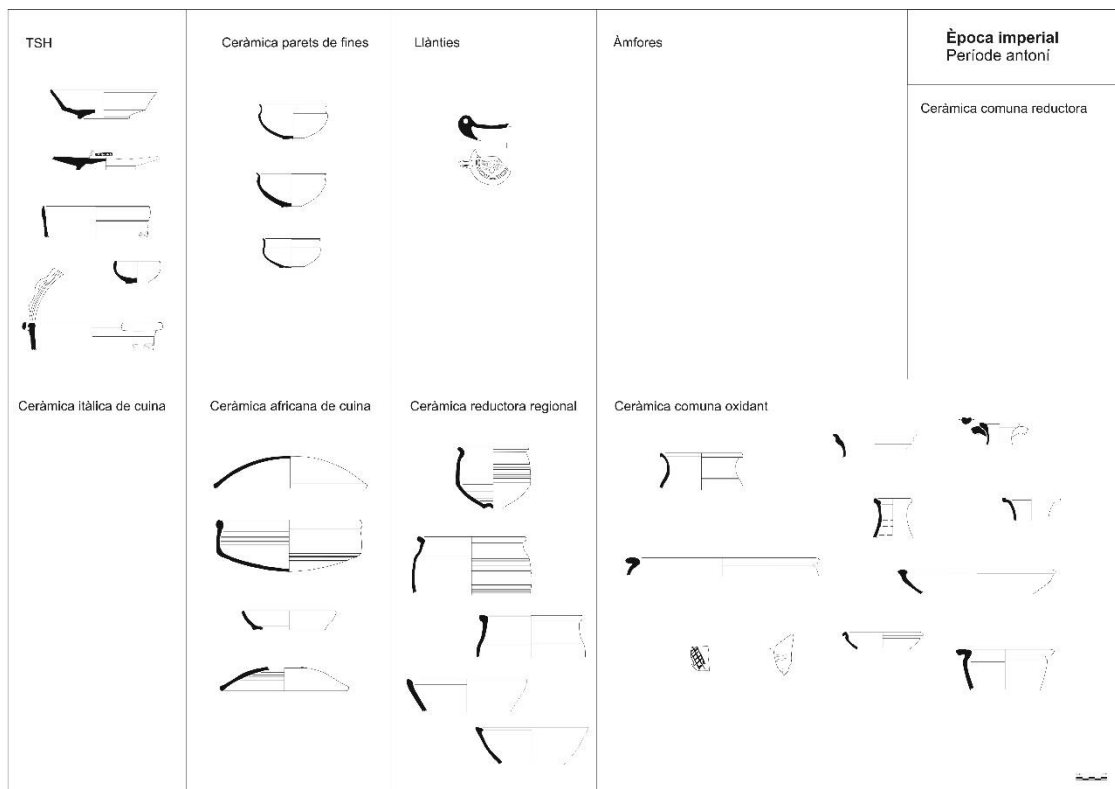 TSH
Ceràmica parets de fines
Llànties
Àmfores
Època imperial
Període antoní
Ceràmica comuna reductora
Ceràmica itàlica de cuina
Ceràmica africana de cuina
Ceràmica reductora regional
Ceràmica comuna oxidant